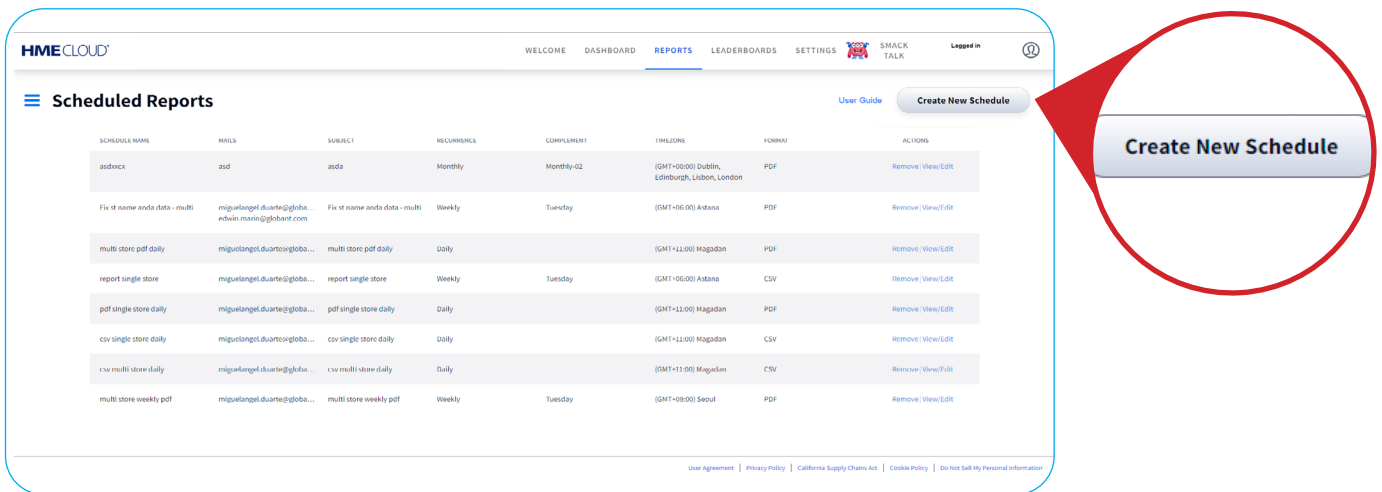 HME CLOUD®
WELCOME DASHBOARD REPORTS LEADERBOARDS SETTINGS SMACK TALK Logged in
Scheduled Reports User Guide Create New Schedule
Create New Schedule
SCHEDULE NAME MAILS SUBJECT RECURRENCE COMPLEMENT TIMEZONE FORMAT ACTIONS
asdxxcx asd asda Monthly Monthly-02 (GMT+00:00) Dublin, PDF Remove|View/Edit
Edinburgh, Lisbon, London
Fix st name anda data - multi miguelangel.duarte@globa... Fix st name anda data - multi Weekly Tuesday (GMT+06:00) Astana PDF Remove|View/Edit
edwin.marin@globant.com
multi store pdf daily miguelangel.duarte@globa... multi store pdf daily Daily (GMT+11:00) Magadan PDF Remove|View/Edit
report single store miguelangel.duarte@globa... report single store Weekly Tuesday (GMT+06:00) Astana CSV Remove|View/Edit
pdf single store daily miguelangel.duarte@globa... pdf single store daily Daily (GMT+11:00) Magadan PDF Remove|View/Edit
csv single store daily miguelangel.duarte@globa... csv single store daily Daily (GMT+11:00) Magadan CSV Remove|View/Edit
csv multi store daily miguelangel.duarte@globa... csv multi store daily Daily (GMT+11:00) Magadan CSV Remove|View/Edit
multi store weekly pdf miguelangel.duarte@globa... multi store weekly pdf Weekly Tuesday (GMT+09:00) Seoul PDF Remove|View/Edit
User Agreement | Privacy Policy | California Supply Chains Act | Cookie Policy | Do Not Sell My Personal Information